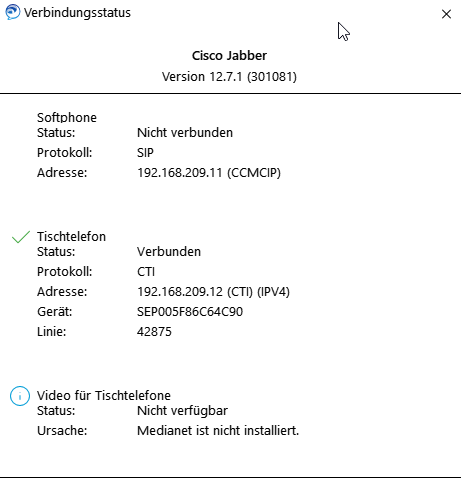 Verbindungsstatus
Cisco Jabber
Version 12.7.1 (301081)
Softphone
Status: Nicht verbunden
Protokoll: SIP
Adresse: 192.168.209.11 (CCMCIP)
Tischtelefon
Status: Verbunden
Protokoll: CTI
Adresse: 192.168.209.12 (CTI) (IPV4)
Gerät: SEP005F86C64C90
Linie: 42875
Video für Tischtelefone
Status: Nicht verfügbar
Ursache: Medianet ist nicht installiert.